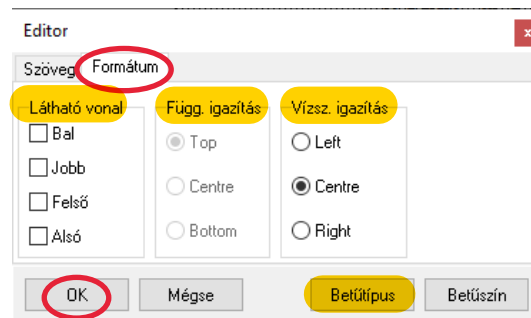 Editor
x
Szöveg Formátum
Látható vonal
Bal
Jobb
Felső
Alsó
Függ. igazítás
Top
Centre
Bottom
Vízsz. igazítás
Left
Centre
Right
OK Mégse Betűtípus Betűszín